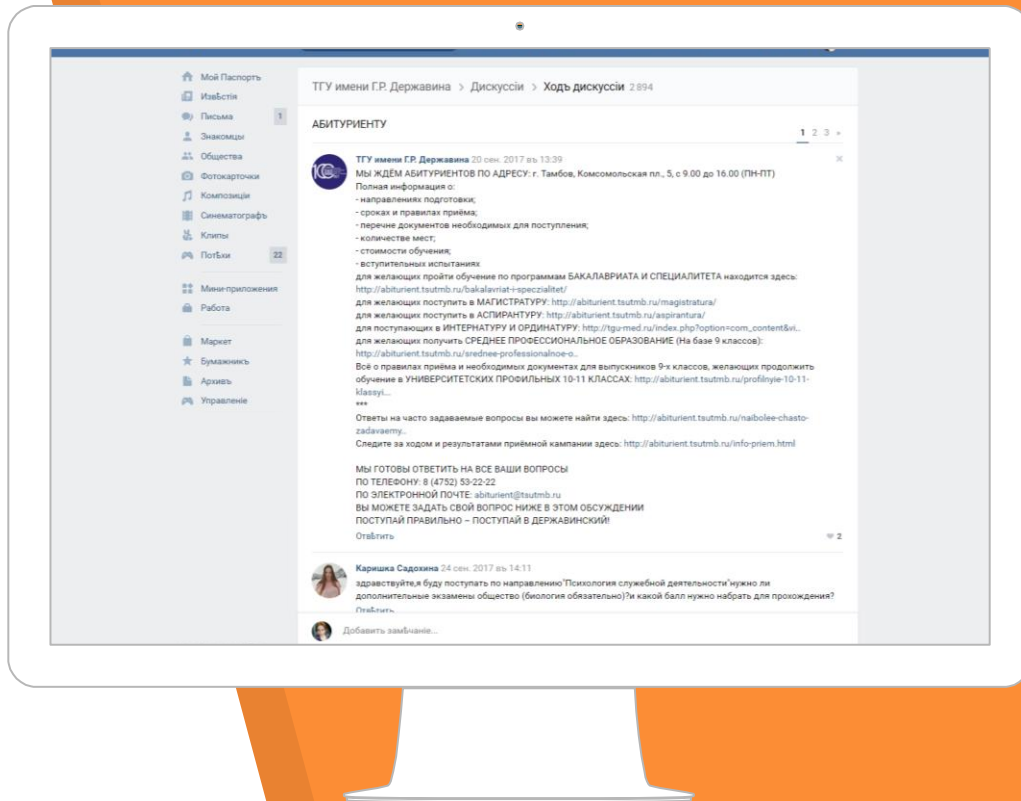 Мой Паспортъ
Извѣстія
Письма 1
Знакомцы
Общества
Фотокарточки
Композиціи
Синематографъ
Клипы
Потѣхи 22
Мини-приложения
Работа
Маркет
Бумажникъ
Архивъ
Управленіе
ТГУ имени Г.Р. Державина > Дискуссіи > Ходъ дискуссіи 2 894
АБИТУРИЕНТУ
1 2 3 »
ТГУ имени Г.Р. Державина 20 сен. 2017 въ 13:39
МЫ ЖДЁМ АБИТУРИЕНТОВ ПО АДРЕСУ: г. Тамбов, Комсомольская пл., 5, с 9.00 до 16.00 (ПН-ПТ)
Полная информация о:
- направлениях подготовки;
- сроках и правилах приёма;
- перечне документов необходимых для поступления;
- количестве мест;
- стоимости обучения;
- вступительных испытаниях
для желающих пройти обучение по программам БАКАЛАВРИАТА И СПЕЦИАЛИТЕТА находится здесь:
http://abiturient.tsutmb.ru/bakalavriat-i-speczialitet/
для желающих поступить в МАГИСТРАТУРУ: http://abiturient.tsutmb.ru/magistratura/
для желающих поступить в АСПИРАНТУРУ: http://abiturient.tsutmb.ru/aspirantura/
для поступающих в ИНТЕРНАТУРУ И ОРДИНАТУРУ: http://tgu-med.ru/index.php?option=com_content&vi..
для желающих получить СРЕДНЕЕ ПРОФЕССИОНАЛЬНОЕ ОБРАЗОВАНИЕ (На базе 9 классов):
http://abiturient.tsutmb.ru/srednee-professionalnoe-o..
Всё о правилах приёма и необходимых документах для выпускников 9-х классов, желающих продолжить
обучение в УНИВЕРСИТЕТСКИХ ПРОФИЛЬНЫХ 10-11 КЛАССАХ: http://abiturient.tsutmb.ru/profilnyie-10-11-
klassyi...
***
Ответы на часто задаваемые вопросы вы можете найти здесь: http://abiturient.tsutmb.ru/naibolee-chasto-
zadavaemy..
Следите за ходом и результатами приёмной кампании здесь: http://abiturient.tsutmb.ru/info-priem.html
МЫ ГОТОВЫ ОТВЕТИТЬ НА ВСЕ ВАШИ ВОПРОСЫ
ПО ТЕЛЕФОНУ: 8 (4752) 53-22-22
ПО ЭЛЕКТРОННОЙ ПОЧТЕ: abiturient@tsutmb.ru
ВЫ МОЖЕТЕ ЗАДАТЬ СВОЙ ВОПРОС НИЖЕ В ЭТОМ ОБСУЖДЕНИИ
ПОСТУПАЙ ПРАВИЛЬНО – ПОСТУПАЙ В ДЕРЖАВИНСКИЙ!
Отвѣтить 2
Каришка Садохина 24 сен. 2017 въ 14:11
здравствуйте,я буду поступать по направлению"Психология служебной деятельности"нужно ли
дополнительные экзамены общество (биология обязательно)?и какой балл нужно набрать для прохождения?
Отвѣтить
Добавить замѣчаніе...